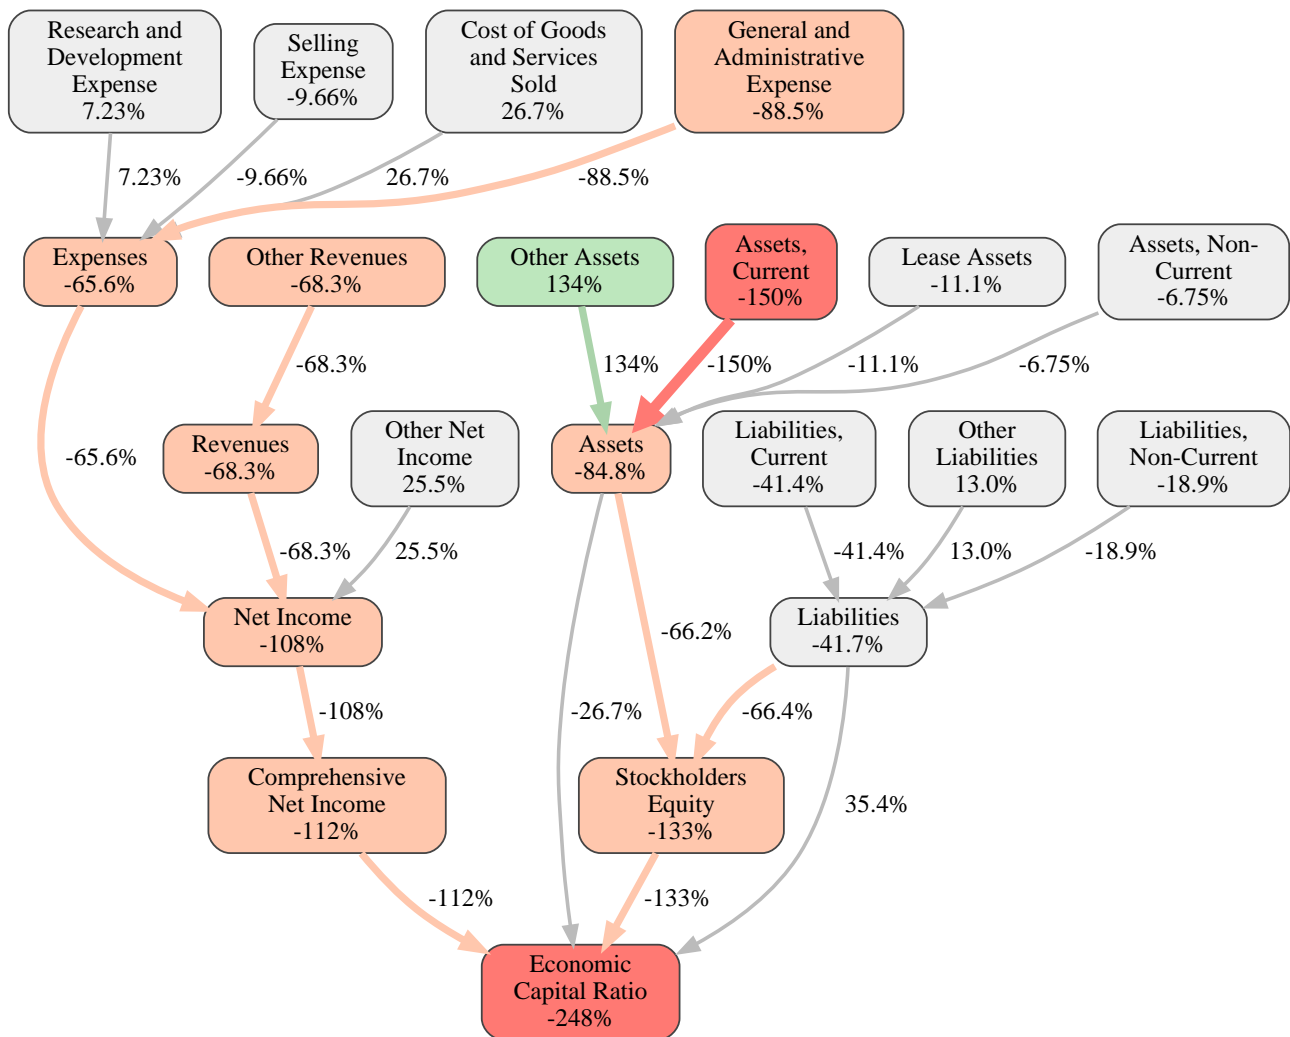 Research and
Development
Expense
7.23%
Selling
Expense
-9.66%
Cost of Goods
and Services
Sold
26.7%
General and
Administrative
Expense
-88.5%
7.23%
-9.66%
26.7%
-88.5%
Expenses
-65.6%
Other Revenues
-68.3%
Other Assets
134%
Assets,
Current
-150%
Lease Assets
-11.1%
Assets, Non-
Current
-6.75%
-68.3%
134%
-150%
-11.1%
-6.75%
-65.6%
Revenues
-68.3%
Other Net
Income
25.5%
Assets
-84.8%
Liabilities,
Current
-41.4%
Other
Liabilities
13.0%
Liabilities,
Non-Current
-18.9%
-68.3%
25.5%
-41.4%
13.0%
-18.9%
Net Income
-108%
-66.2%
Liabilities
-41.7%
-108%
-26.7%
-66.4%
Comprehensive
Net Income
-112%
Stockholders
Equity
-133%
35.4%
-112%
-133%
Economic
Capital Ratio
-248%